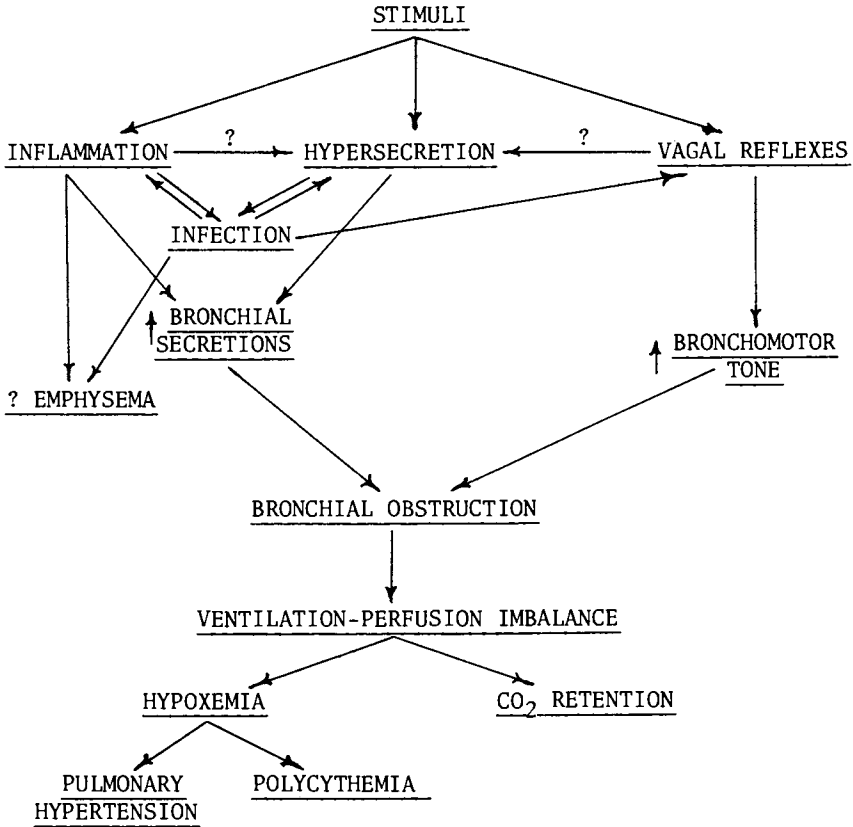 STIMULI
? ?
INFLAMMATION HYPERSECRETION VAGAL REFLEXES
INFECTION
BRONCHIAL
SECRETIONS
BRONCHOMOTOR
TONE
? EMPHYSEMA
BRONCHIAL OBSTRUCTION
VENTILATION-PERFUSION IMBALANCE
HYPOXEMIA CO2 RETENTION
PULMONARY POLYCYTHEMIA
HYPERTENSION